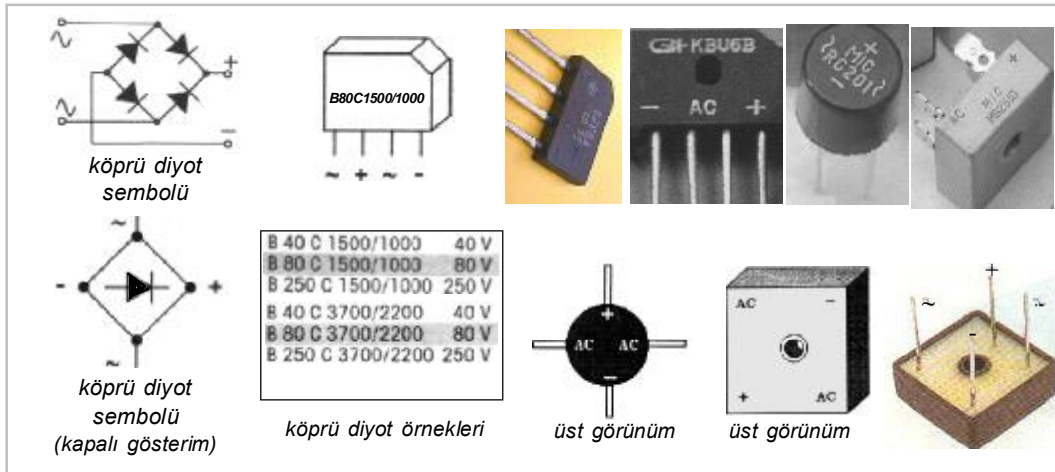 +
−
köprü diyot
sembolü
B80C1500/1000
~ + ~ -
KBU6B
− AC +
+
M/C
RC201
−
+
AC M/C
~
- +
~
köprü diyot
sembolü
(kapalı gösterim)
B 40 C 1500/1000 40 V
B 80 C 1500/1000 80 V
B 250 C 1500/1000 250 V
B 40 C 3700/2200 40 V
B 80 C 3700/2200 80 V
B 250 C 3700/2200 250 V
köprü diyot örnekleri
+
AC AC
−
üst görünüm
AC −
+ AC
üst görünüm
+
~ ~
-